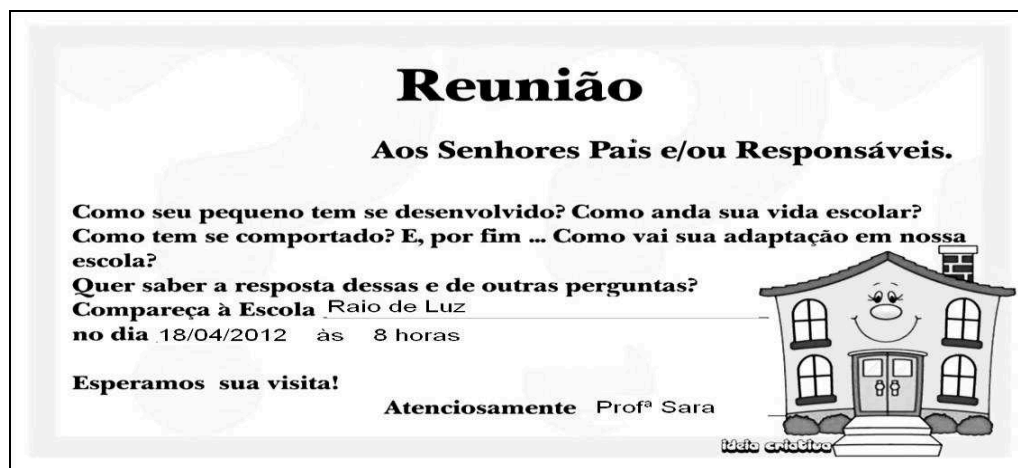 Reunião
Aos Senhores Pais e/ou Responsáveis.
Como seu pequeno tem se desenvolvido? Como anda sua vida escolar?
Como tem se comportado? E, por fim ... Como vai sua adaptação em nossa
escola?
Quer saber a resposta dessas e de outras perguntas?
Compareça à Escola Raio de Luz
no dia 18/04/2012 às 8 horas
Esperamos sua visita!
Atenciosamente Profª Sara
ideia criativa